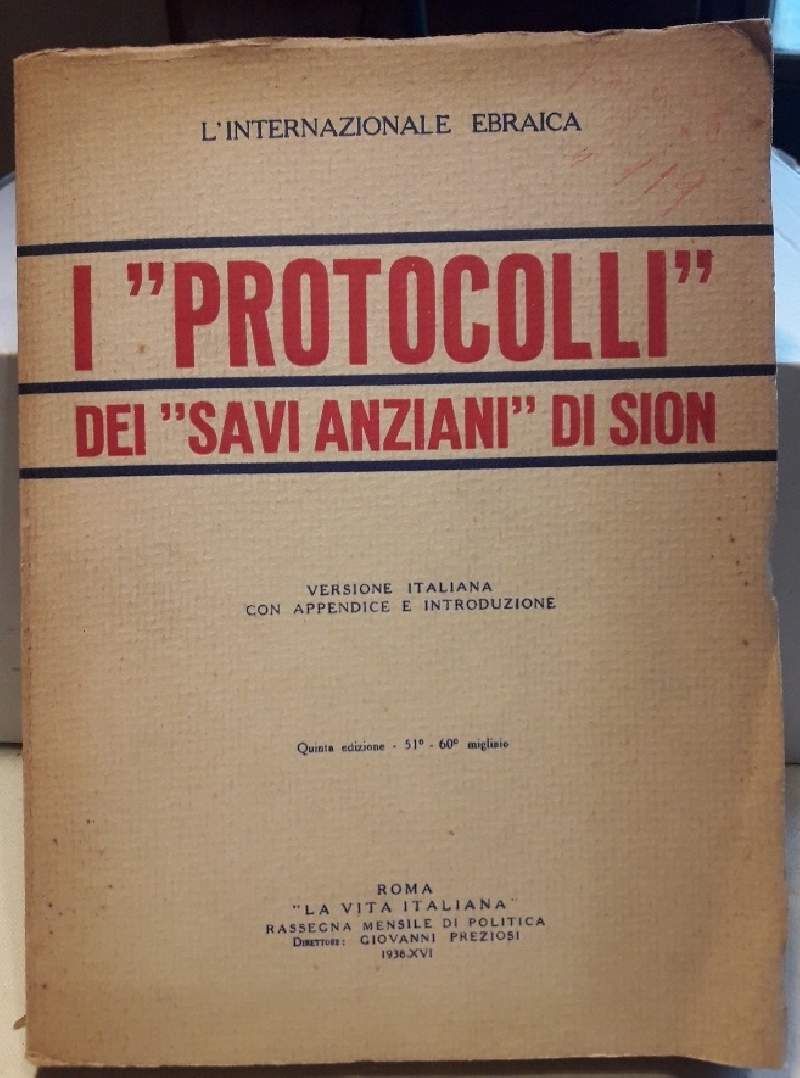 L'INTERNAZIONALE EBRAICA
119
I "PROTOCOLLI"
DEI "SAVI ANZIANI" DI SION
VERSIONE ITALIANA
CON APPENDICE E INTRODUZIONE
Quinta edizione - 51° - 60° migliaio
ROMA
"LA VITA ITALIANA"
RASSEGNA MENSILE DI POLITICA
DIRETTORE: GIOVANNI PREZIOSI
1938-XVI